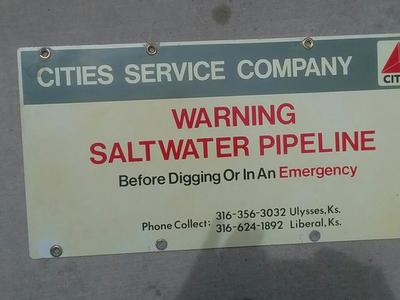 CITIES SERVICE COMPANY
CIT
WARNING
SALTWATER PIPELINE
Before Digging Or In An Emergency
Phone Collect: 316-356-3032 Ulysses, Ks.
316-624-1892 Liberal, Ks.